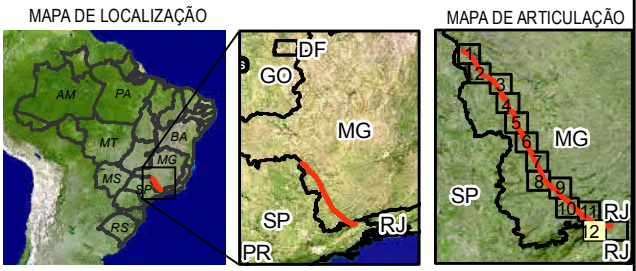 MAPA DE LOCALIZAÇÃO
AM
PA
MT
BA
MS
MG
SP
RS
DF
GO
MG
SP
RJ
PR
MAPA DE ARTICULAÇÃO
1
2
3
4
5
6
7
8
9
10
11
12
MG
SP
RJ
RJ